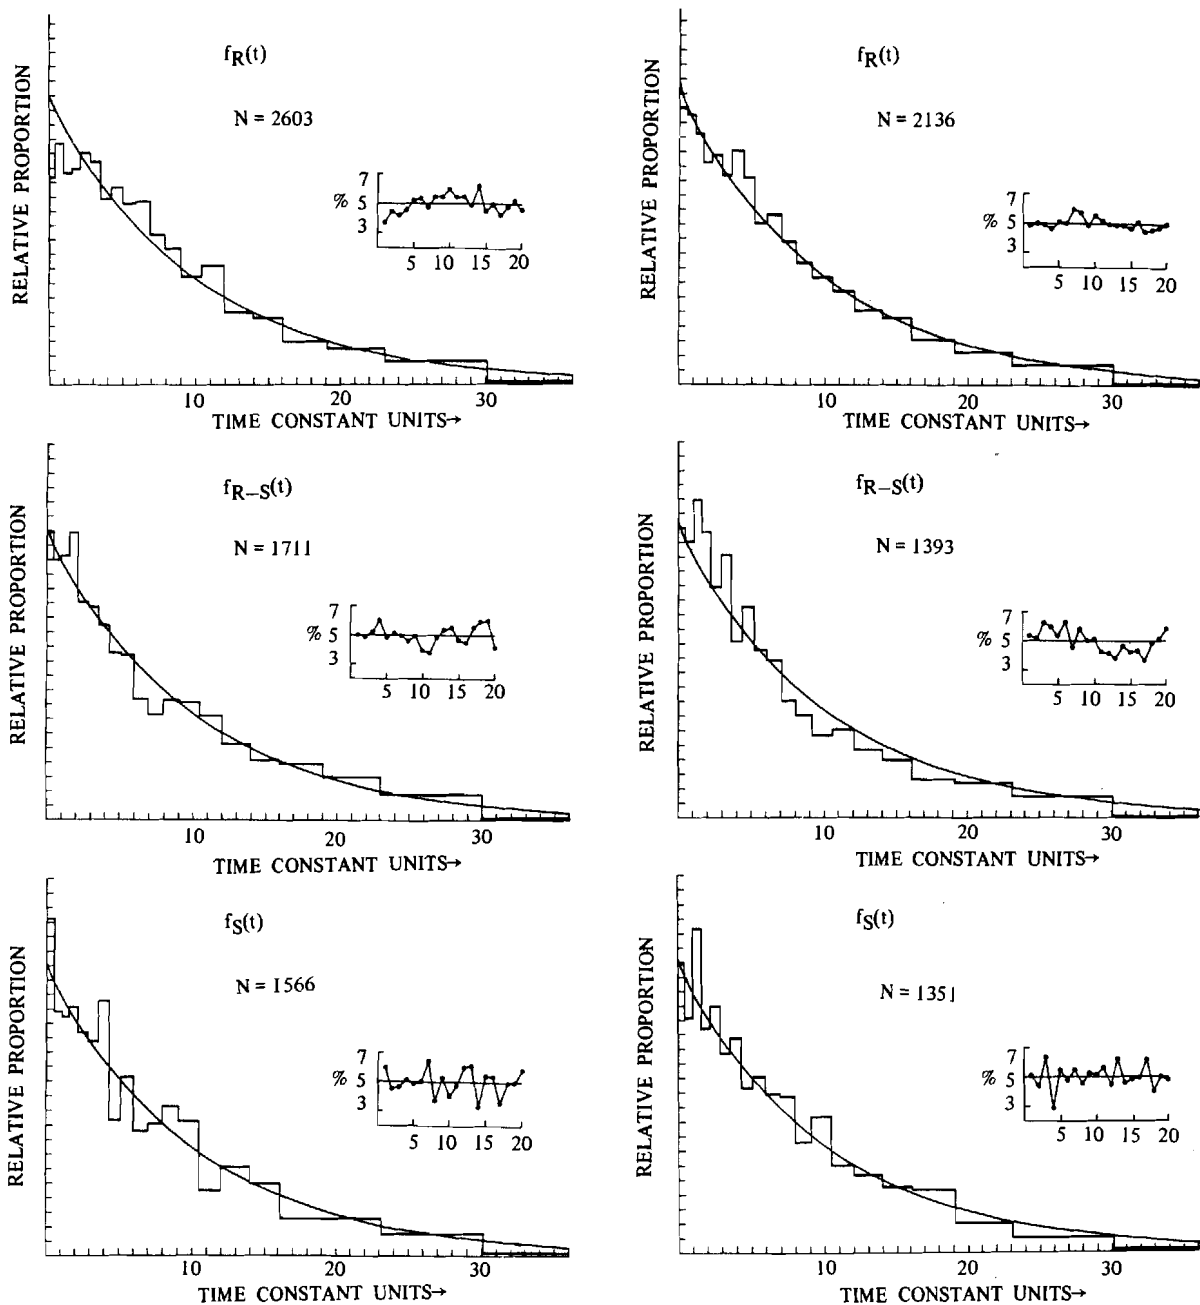 RELATIVE PROPORTION
fR(t)
N = 2603
%
7
5
3
5 10 15 20
10 20 30
TIME CONSTANT UNITS→
RELATIVE PROPORTION
fR(t)
N = 2136
%
7
5
3
5 10 15 20
10 20 30
TIME CONSTANT UNITS→
RELATIVE PROPORTION
fR–S(t)
N = 1711
%
7
5
3
5 10 15 20
10 20 30
TIME CONSTANT UNITS→
RELATIVE PROPORTION
fR–S(t)
N = 1393
%
7
5
3
5 10 15 20
10 20 30
TIME CONSTANT UNITS→
RELATIVE PROPORTION
fS(t)
N = 1566
%
7
5
3
5 10 15 20
10 20 30
TIME CONSTANT UNITS→
RELATIVE PROPORTION
fS(t)
N = 1351
%
7
5
3
5 10 15 20
10 20 30
TIME CONSTANT UNITS→